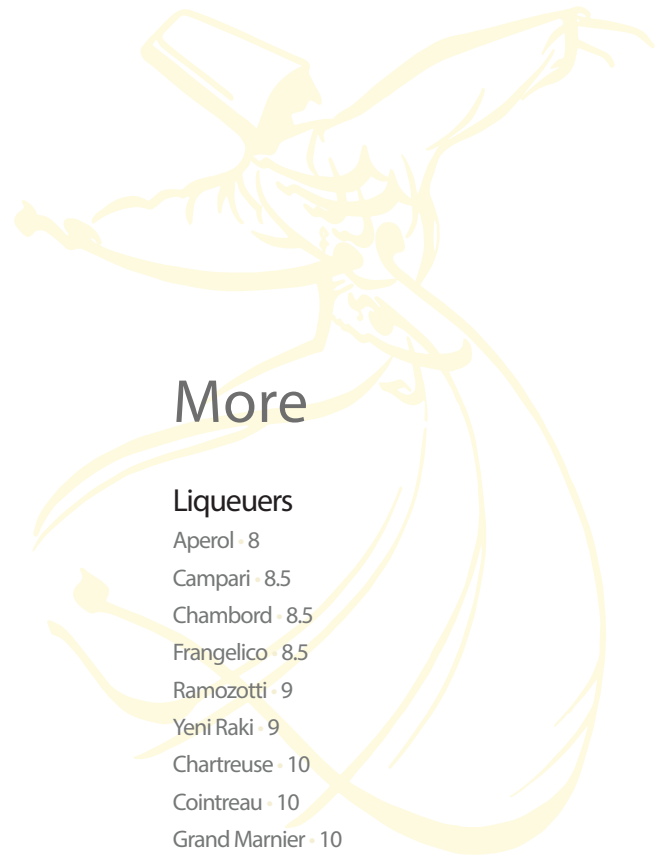 More
Liqueuers
Aperol • 8
Campari • 8.5
Chambord • 8.5
Frangelico • 8.5
Ramozotti • 9
Yeni Raki • 9
Chartreuse • 10
Cointreau • 10
Grand Marnier • 10